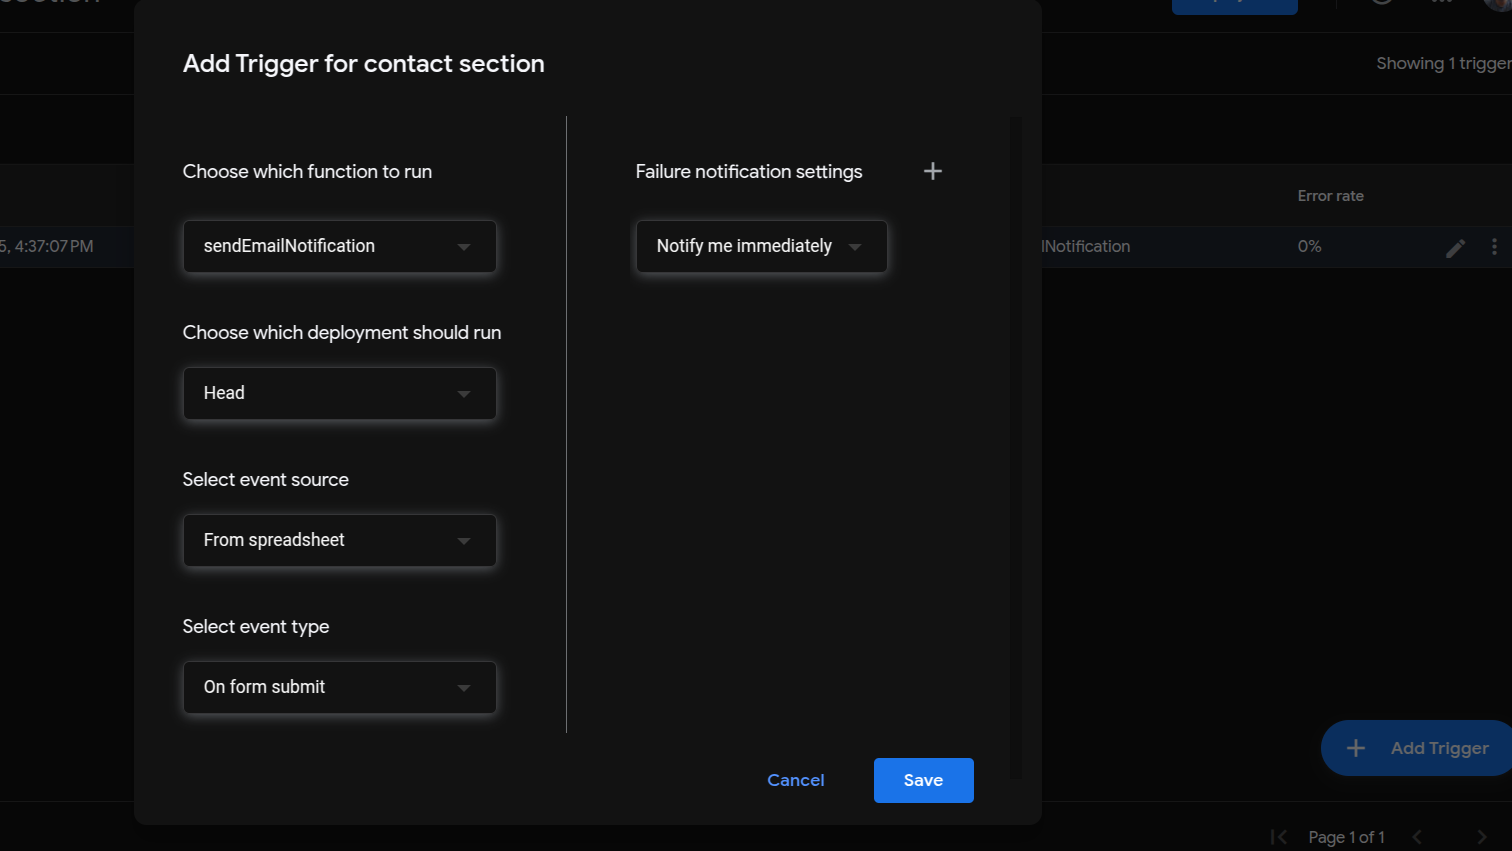 Add Trigger for contact section
Showing 1 trigger
Choose which function to run
Failure notification settings
Error rate
sendEmailNotification
Notify me immediately
5, 4:37:07 PM
lNotification
0%
Choose which deployment should run
Head
Select event source
From spreadsheet
Select event type
On form submit
Add Trigger
Cancel
Save
Page 1 of 1